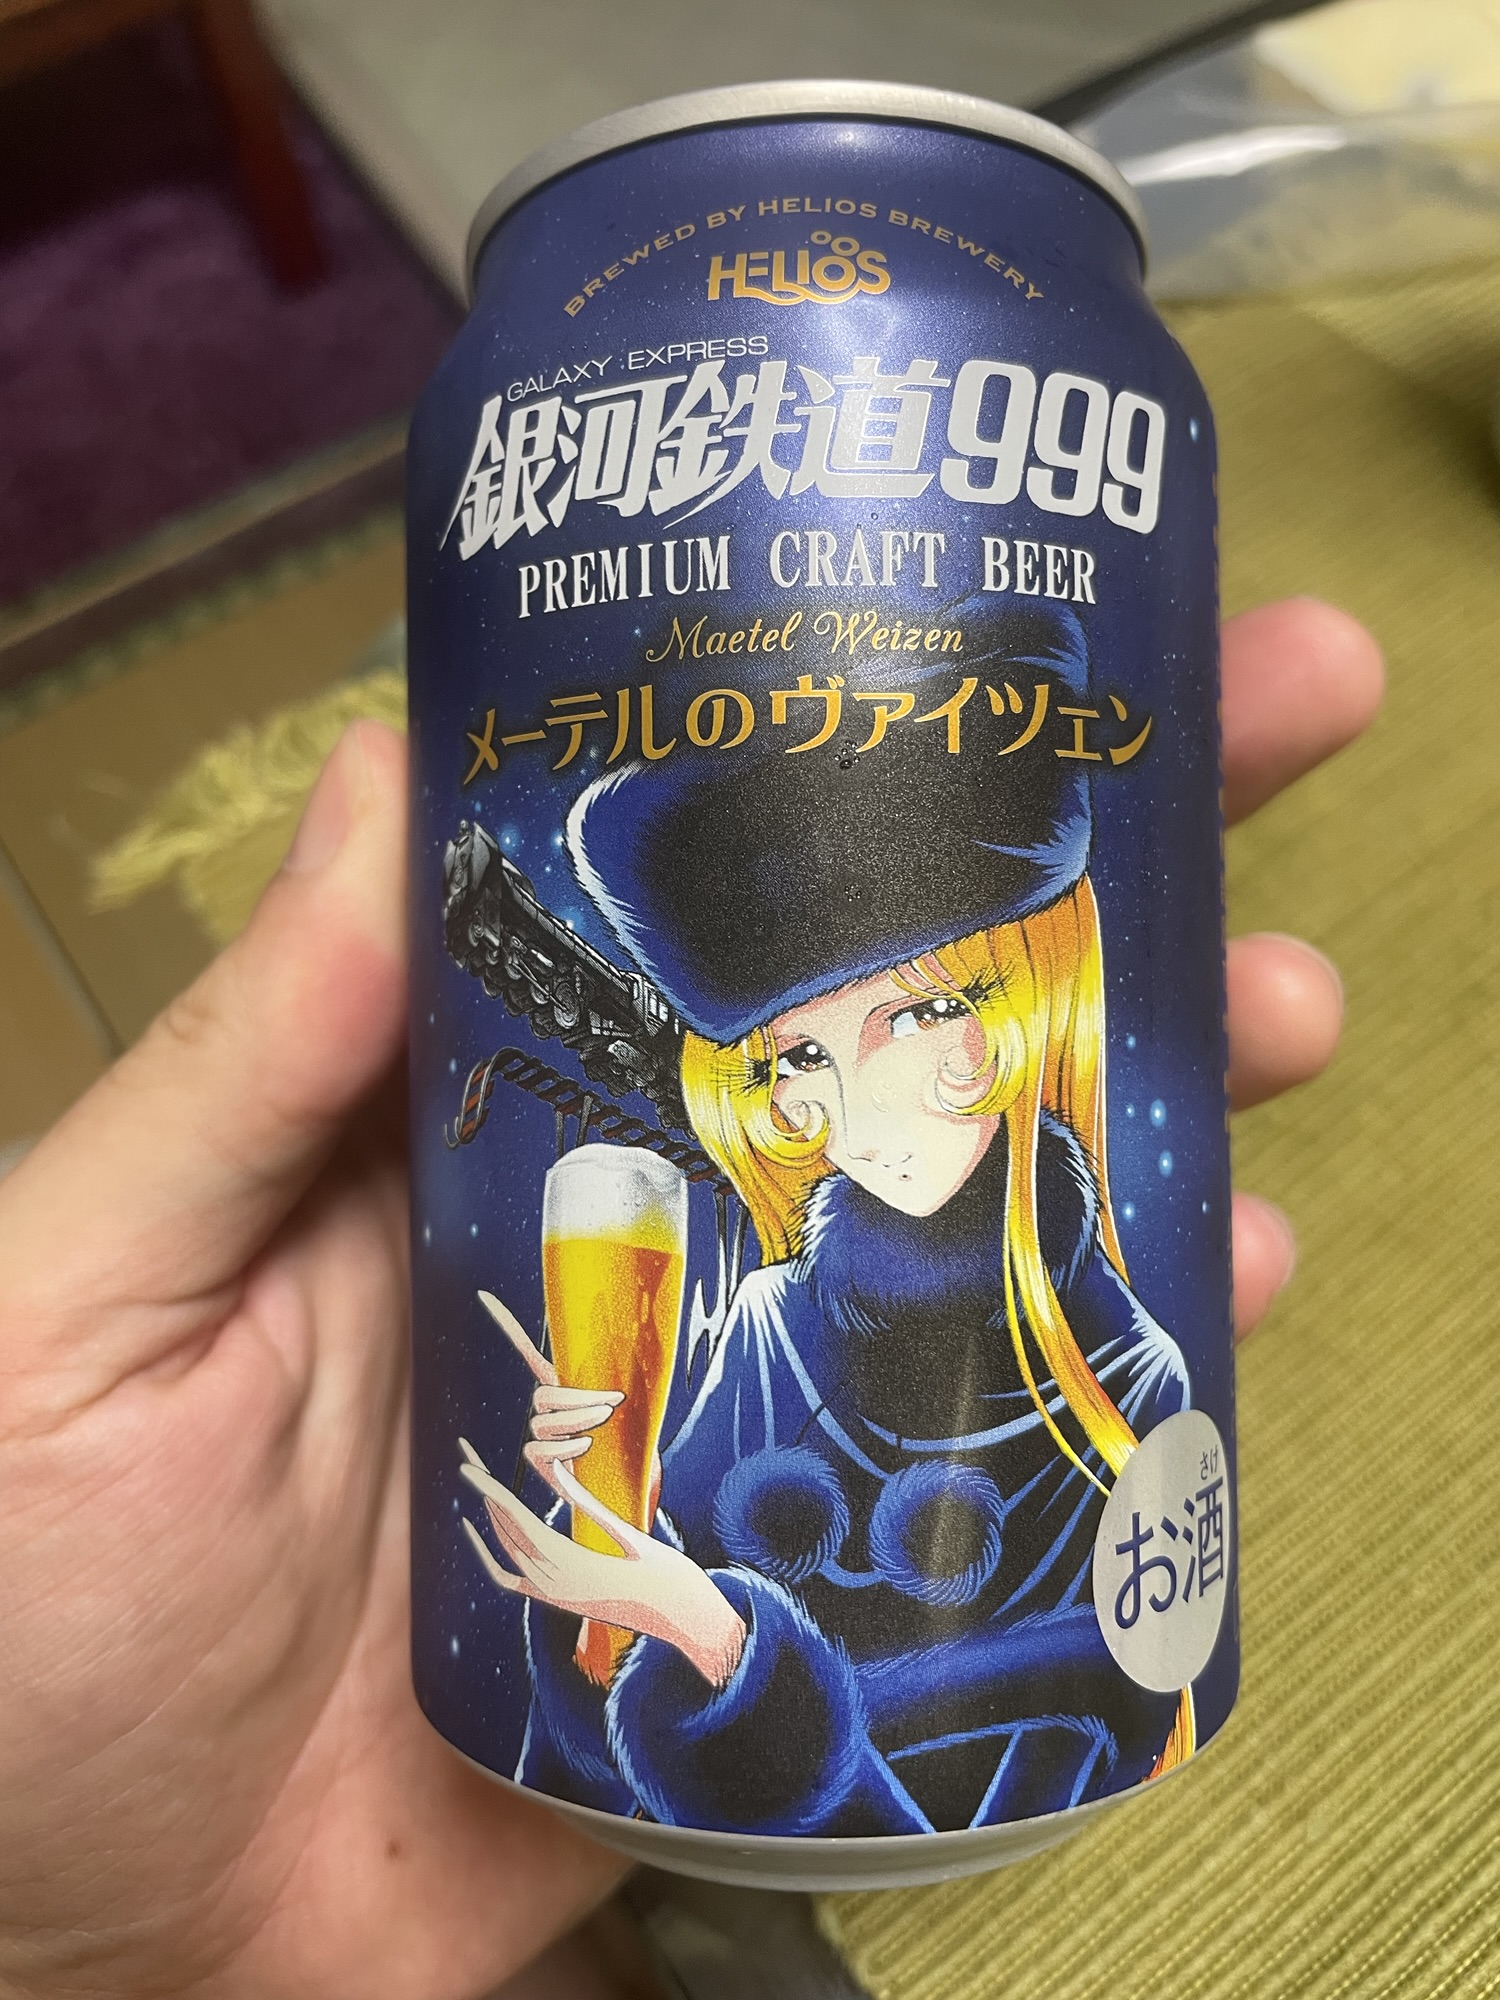 BREWED BY HELIOS BREWERY
HELIOS
GALAXY EXPRESS
銀河鉄道999
PREMIUM CRAFT BEER
Maetel Weizen
メーテルのヴァイツェン
さけ
お酒